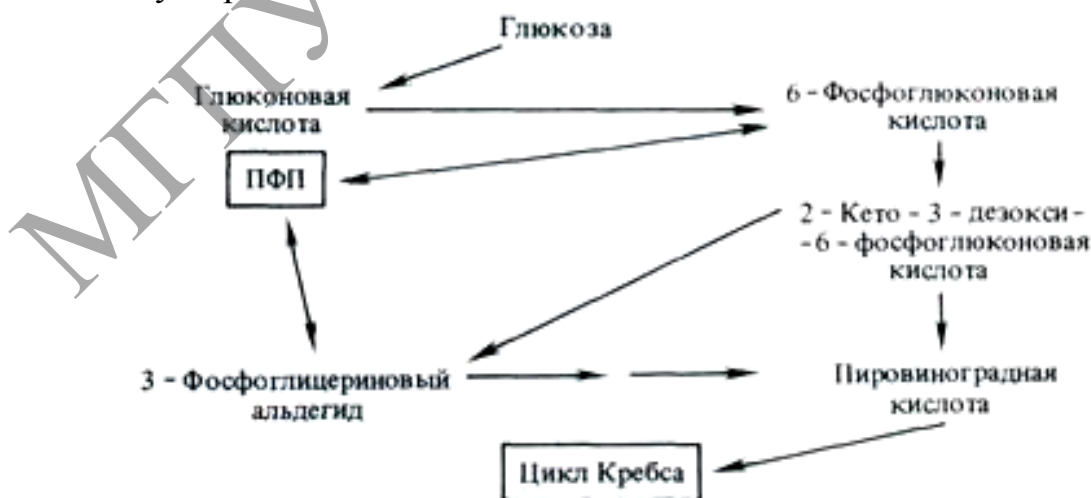 Глюкоза
Глюконовая
кислота
6 - Фосфоглюконовая
кислота
ПФП
2 - Кето - 3 - дезокси -
- 6 - фосфоглюконовая
кислота
3 - Фосфоглицериновый
альдегид
Пировиноградная
кислота
Цикл Кребса
МГПУ